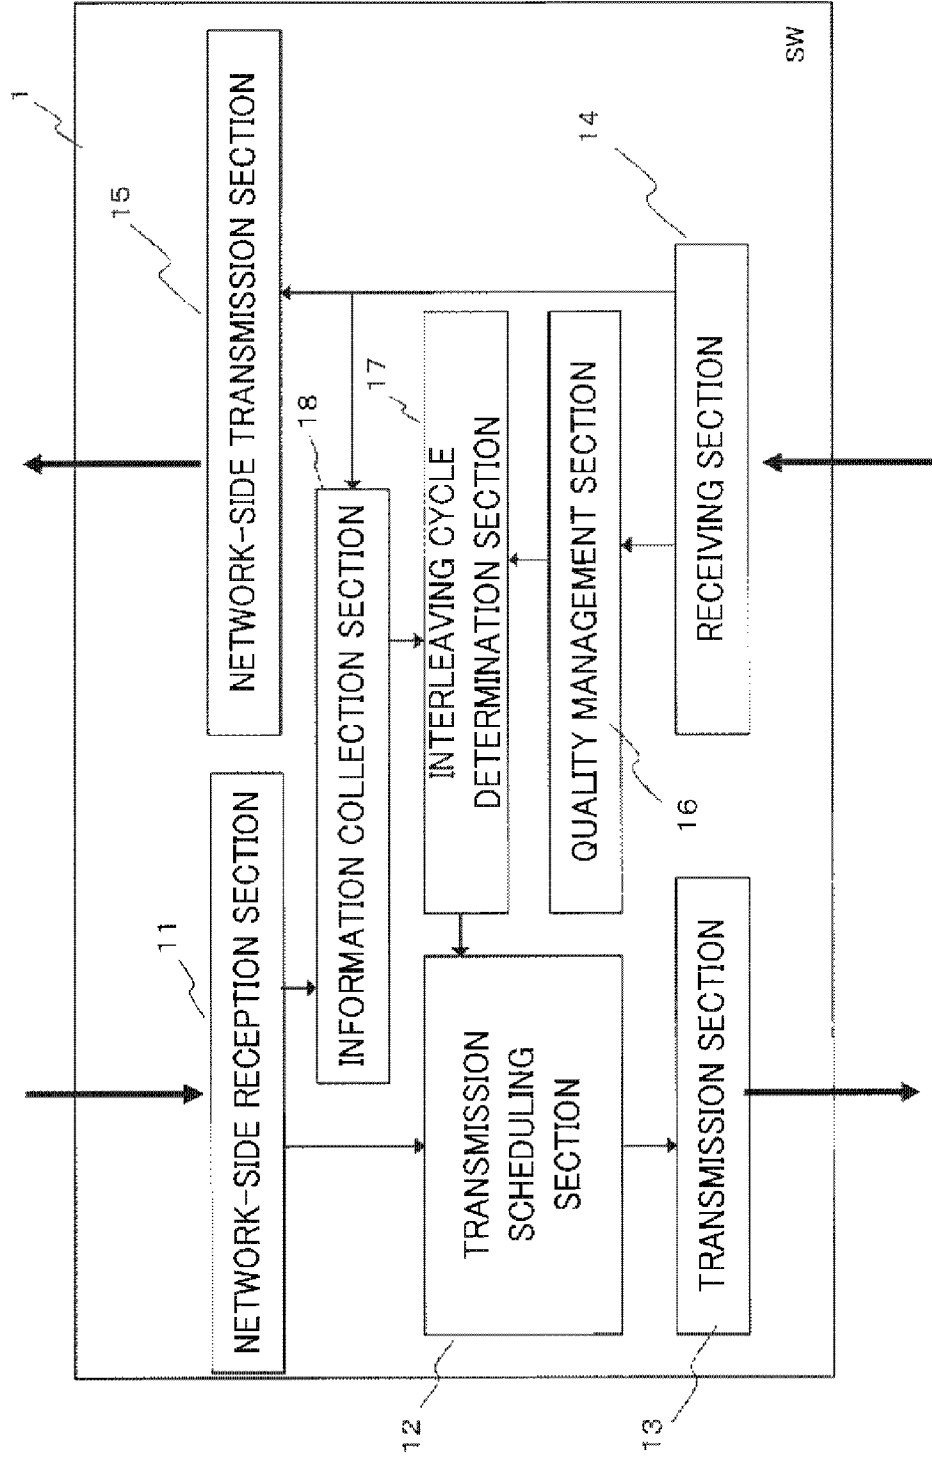 1
SW
15
NETWORK-SIDE TRANSMISSION SECTION
11
NETWORK-SIDE RECEPTION SECTION
18
INFORMATION COLLECTION SECTION
17
INTERLEAVING CYCLE
DETERMINATION SECTION
QUALITY MANAGEMENT SECTION
16
14
RECEIVING SECTION
12
TRANSMISSION
SCHEDULING
SECTION
13
TRANSMISSION SECTION